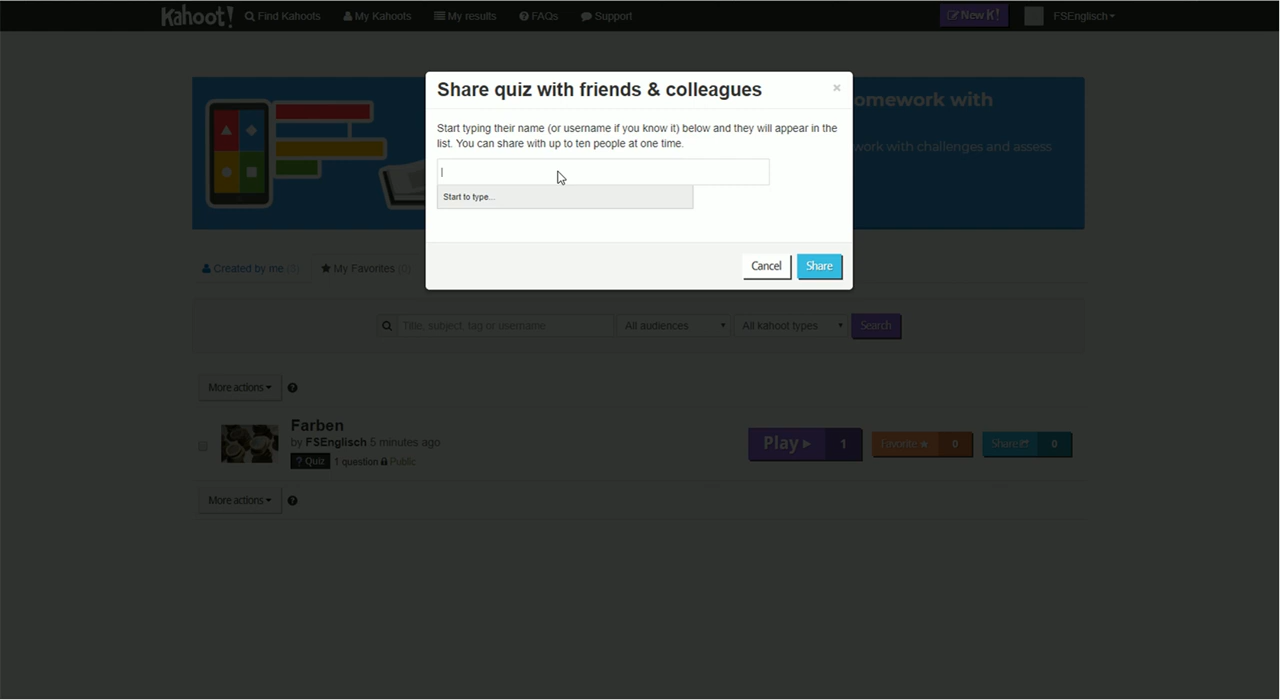 Kahoot! Find Kahoots My Kahoots My results FAQs Support New K! FSEnglisch
Share quiz with friends & colleagues ×
Start typing their name (or username if you know it) below and they will appear in the
list. You can share with up to ten people at one time.
Start to type...
Cancel Share
omework with
work with challenges and assess
Created by me (2) My Favorites (0)
Title, subject, tag or username All audiences All kahoot types Search
More actions
Farben
by FSEnglisch 5 minutes ago
? Quiz 1 question Public
Play 1 Favorite 0 Share 0
More actions